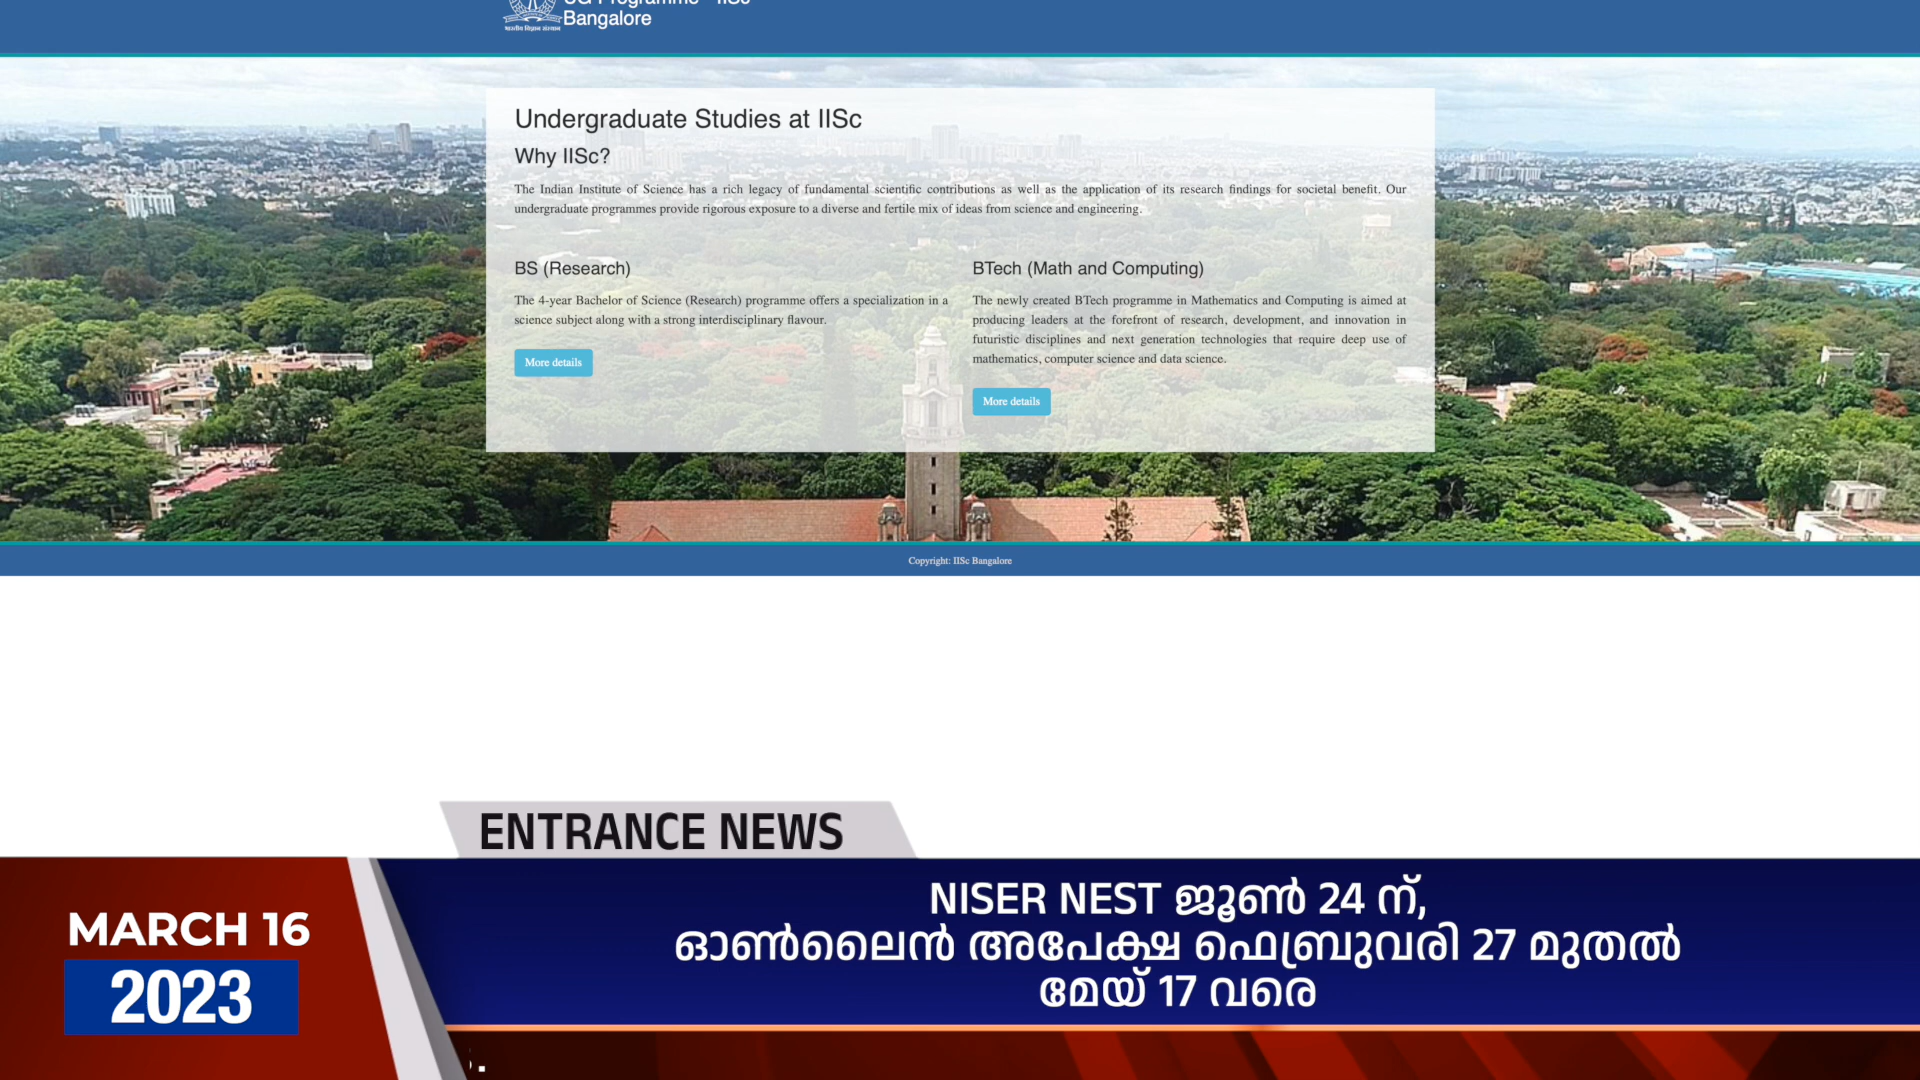 UG Programme - IISc
Bangalore
भारतीय विज्ञान संस्थान
Undergraduate Studies at IISc
Why IISc?
The Indian Institute of Science has a rich legacy of fundamental scientific contributions as well as the application of its research findings for societal benefit. Our
undergraduate programmes provide rigorous exposure to a diverse and fertile mix of ideas from science and engineering.
BS (Research)
The 4-year Bachelor of Science (Research) programme offers a specialization in a
science subject along with a strong interdisciplinary flavour.
More details
BTech (Math and Computing)
The newly created BTech programme in Mathematics and Computing is aimed at
producing leaders at the forefront of research, development, and innovation in
futuristic disciplines and next generation technologies that require deep use of
mathematics, computer science and data science.
More details
Copyright: IISc Bangalore
ENTRANCE NEWS
MARCH 16
2023
NISER NEST ജൂൺ 24 ന്,
ഓൺലൈൻ അപേക്ഷ ഫെബ്രുവരി 27 മുതൽ
മേയ് 17 വരെ